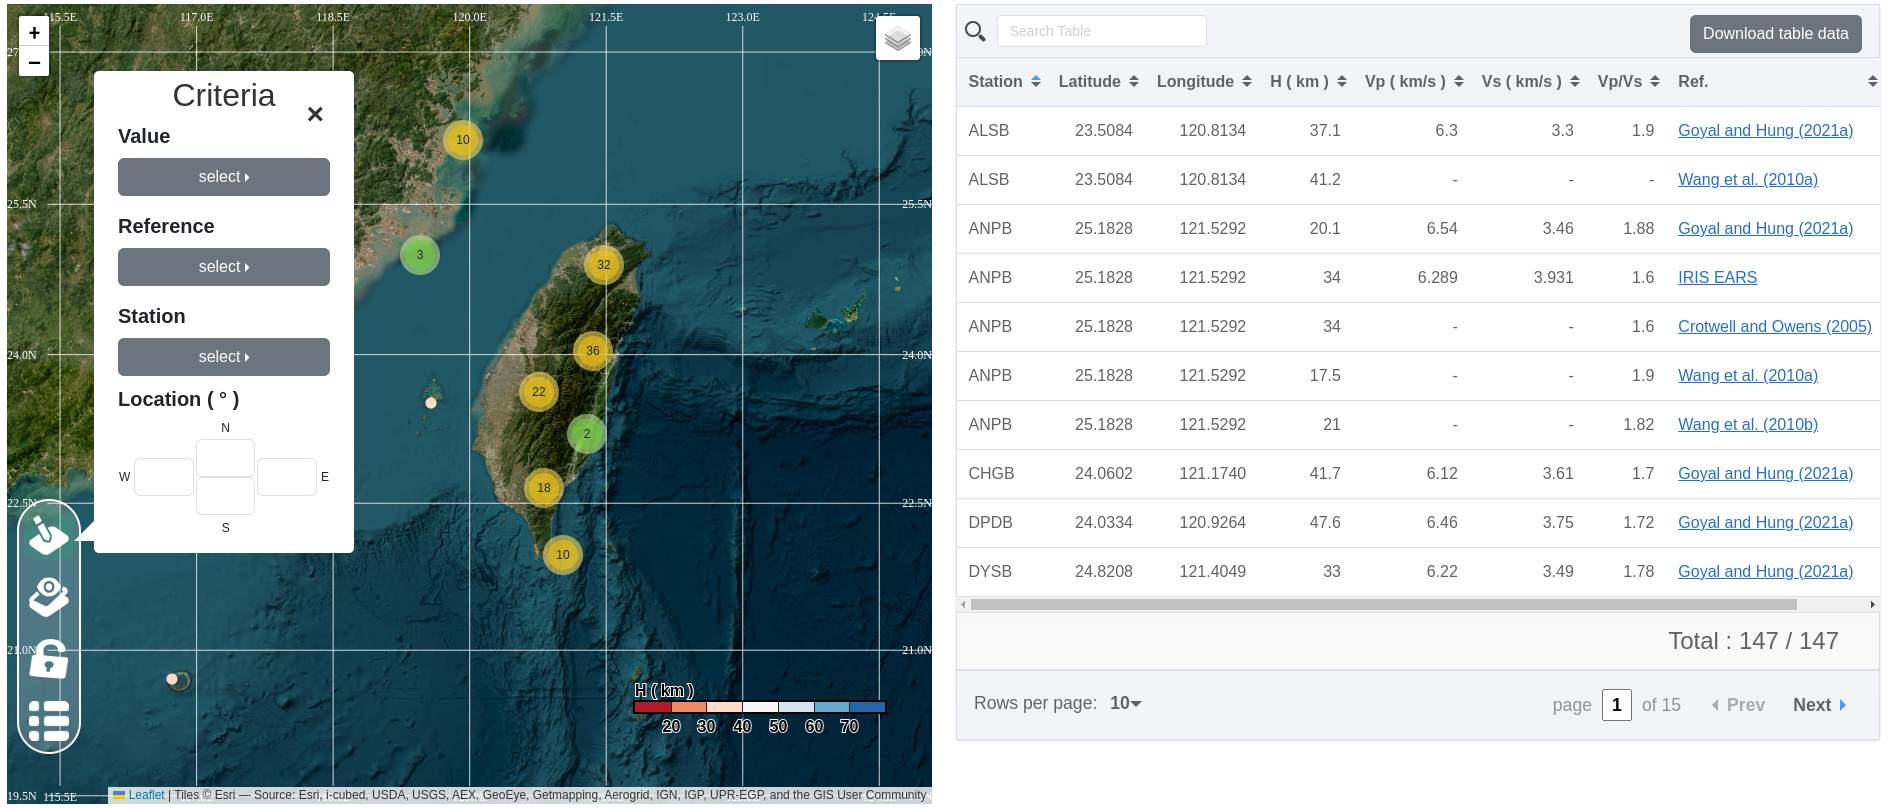 115.5E 117.0E 118.5E 120.0E 121.5E 123.0E 124.5E
+
−
Criteria ×
Value
select
Reference
select
Station
select
Location ( ° )
N
W E
S
25.5N 25.5N
24.0N 24.0N
22.5N 22.5N
21.0N 21.0N
19.5N 115.5E
10
3
32
36
22
2
18
10
H ( km )
20 30 40 50 60 70
Leaflet | Tiles © Esri — Source: Esri, i-cubed, USDA, USGS, AEX, GeoEye, Getmapping, Aerogrid, IGN, IGP, UPR-EGP, and the GIS User Community
Search Table Download table data
Station Latitude Longitude H ( km ) Vp ( km/s ) Vs ( km/s ) Vp/Vs Ref.
ALSB 23.5084 120.8134 37.1 6.3 3.3 1.9 Goyal and Hung (2021a)
ALSB 23.5084 120.8134 41.2 - - - Wang et al. (2010a)
ANPB 25.1828 121.5292 20.1 6.54 3.46 1.88 Goyal and Hung (2021a)
ANPB 25.1828 121.5292 34 6.289 3.931 1.6 IRIS EARS
ANPB 25.1828 121.5292 34 - - 1.6 Crotwell and Owens (2005)
ANPB 25.1828 121.5292 17.5 - - 1.9 Wang et al. (2010a)
ANPB 25.1828 121.5292 21 - - 1.82 Wang et al. (2010b)
CHGB 24.0602 121.1740 41.7 6.12 3.61 1.7 Goyal and Hung (2021a)
DPDB 24.0334 120.9264 47.6 6.46 3.75 1.72 Goyal and Hung (2021a)
DYSB 24.8208 121.4049 33 6.22 3.49 1.78 Goyal and Hung (2021a)
Total : 147 / 147
Rows per page: 10 page 1 of 15 Prev Next